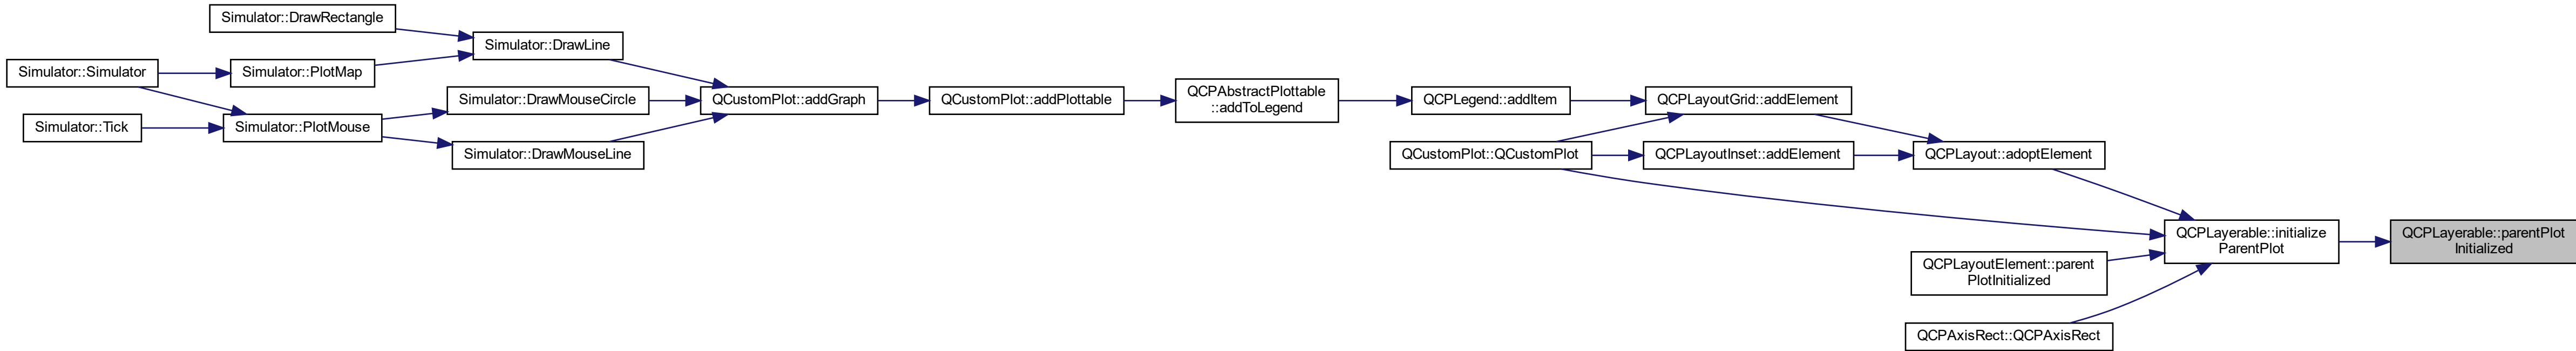 Simulator::DrawRectangle
Simulator::DrawLine
Simulator::Simulator
Simulator::PlotMap
Simulator::DrawMouseCircle
QCustomPlot::addGraph
QCustomPlot::addPlottable
QCPAbstractPlottable
::addToLegend
QCPLegend::addItem
QCPLayoutGrid::addElement
Simulator::Tick
Simulator::PlotMouse
Simulator::DrawMouseLine
QCustomPlot::QCustomPlot
QCPLayoutInset::addElement
QCPLayout::adoptElement
QCPLayerable::initialize
ParentPlot
QCPLayerable::parentPlot
Initialized
QCPLayoutElement::parent
PlotInitialized
QCPAxisRect::QCPAxisRect